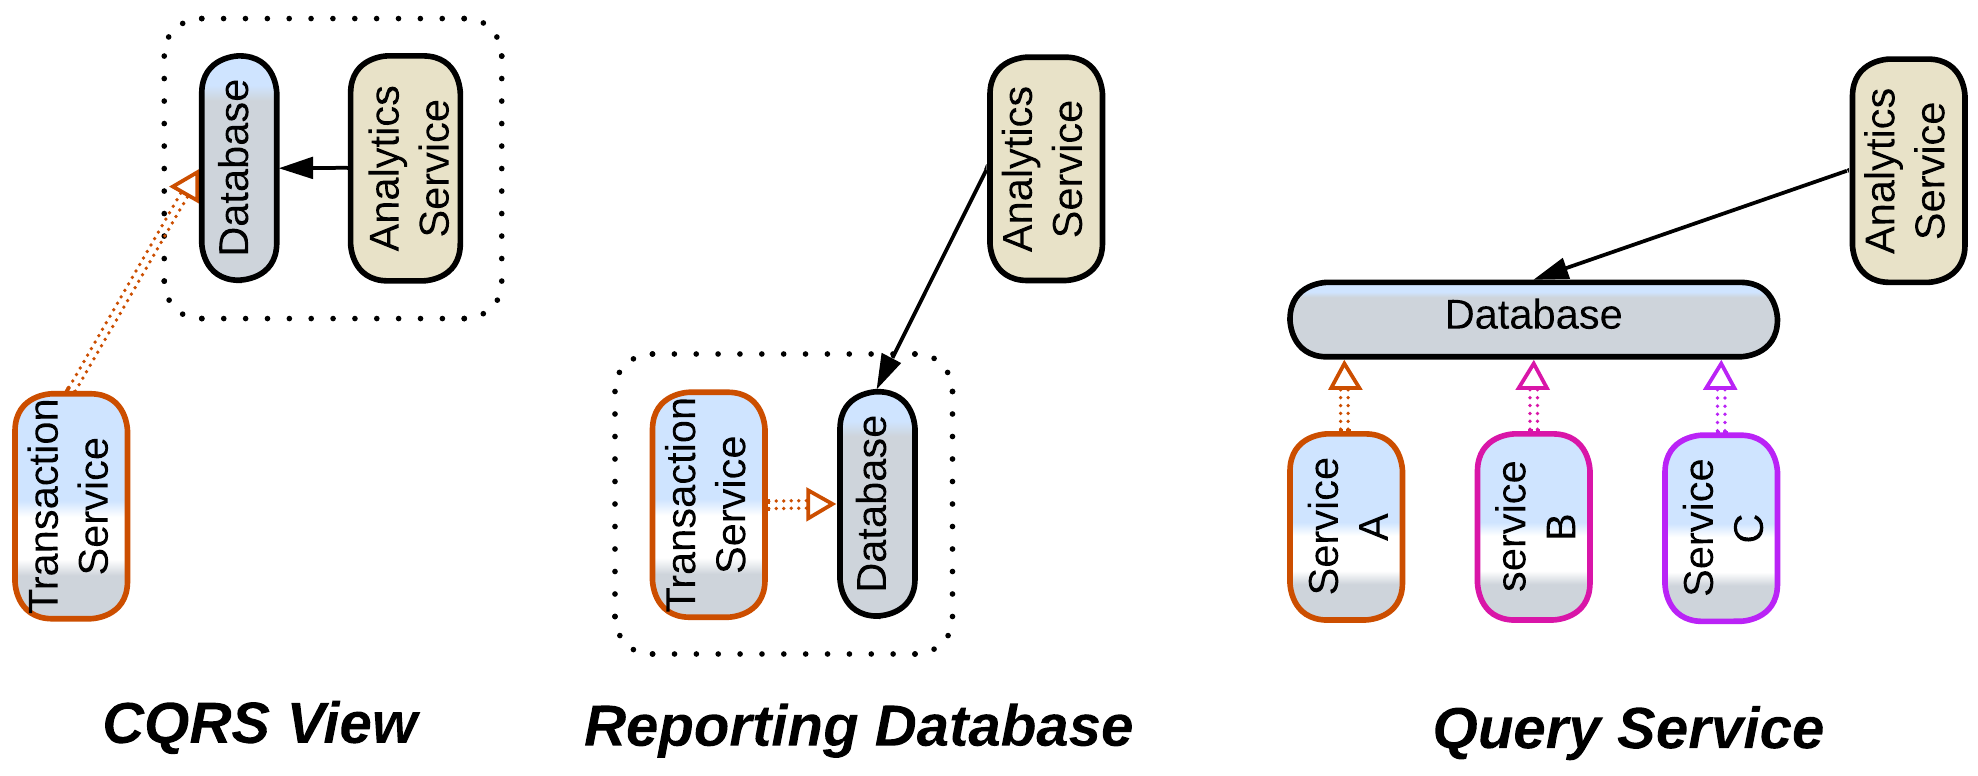 Database
Analytics
Service
Transaction
Service
CQRS View
Analytics
Service
Transaction
Service
Database
Reporting Database
Analytics
Service
Database
Service
A
service
B
Service
C
Query Service